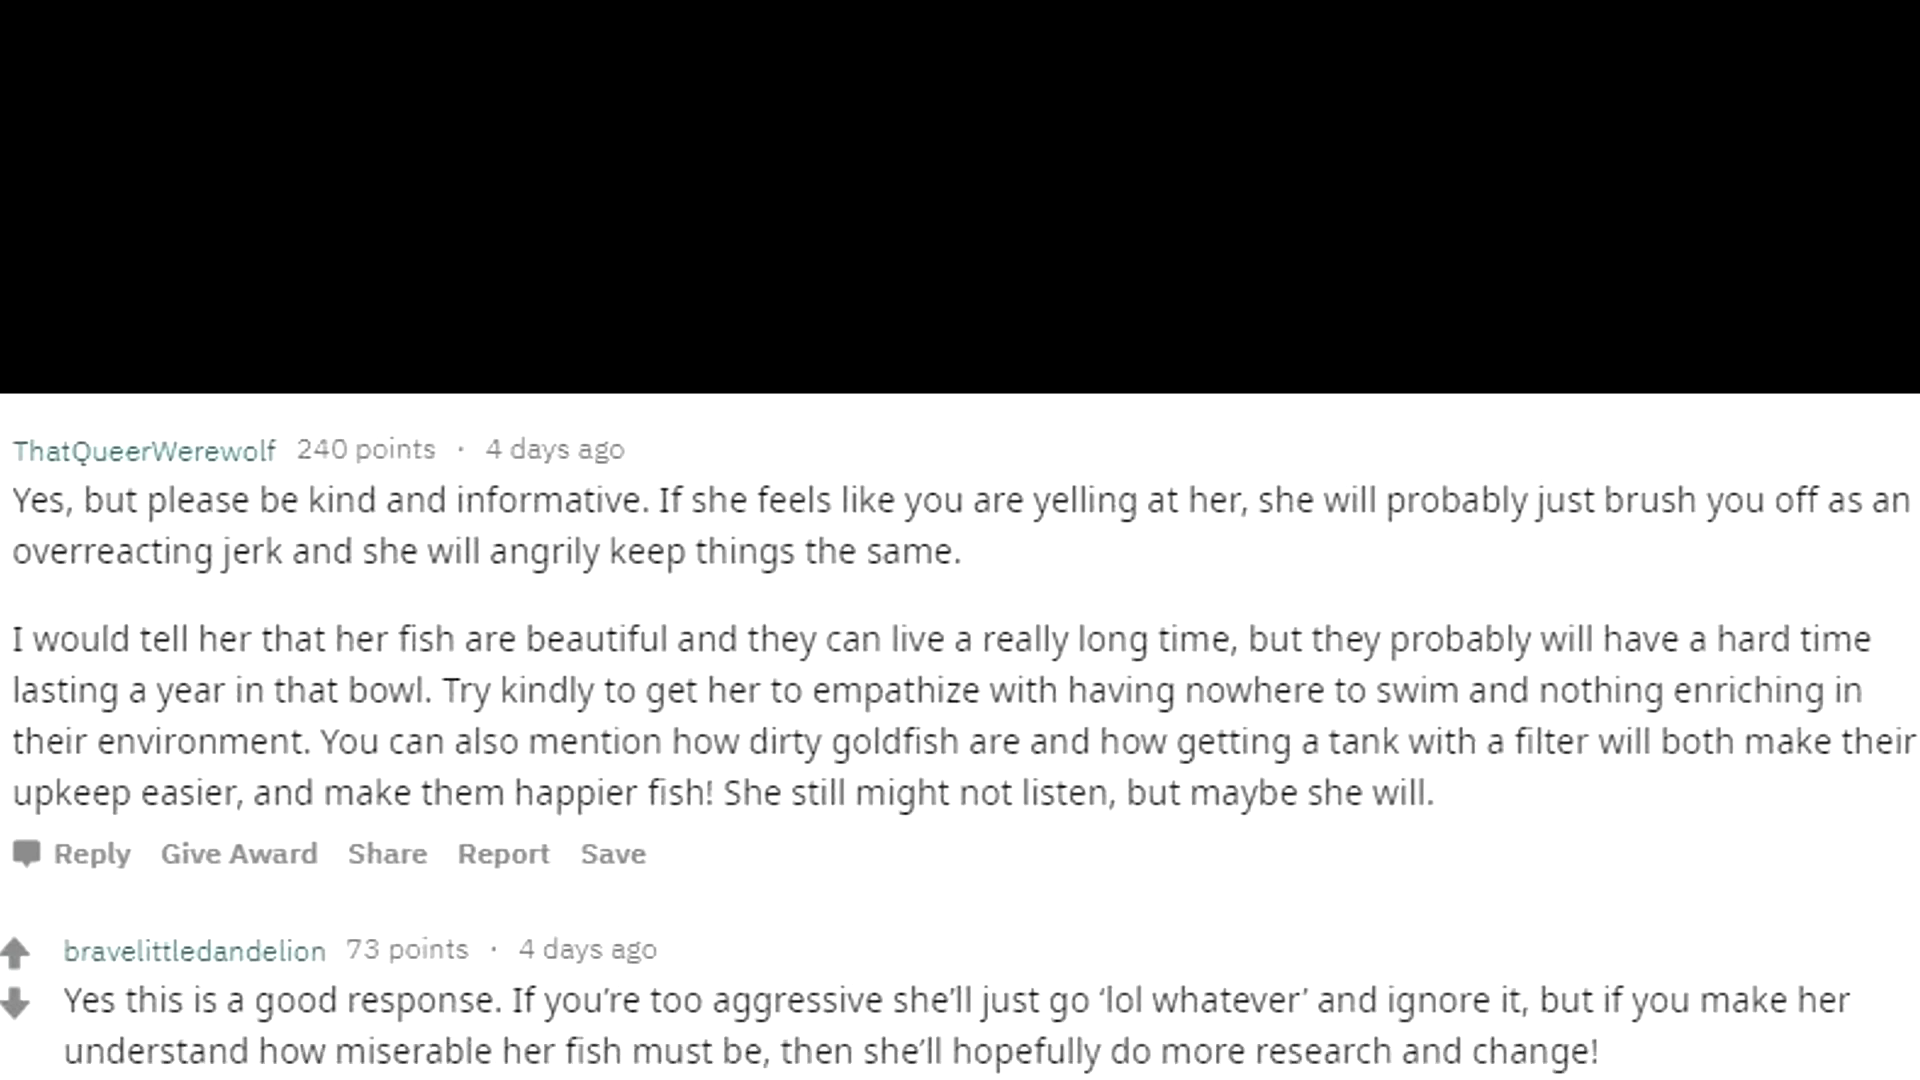 ThatQueerWerewolf 240 points · 4 days ago
Yes, but please be kind and informative. If she feels like you are yelling at her, she will probably just brush you off as an
overreacting jerk and she will angrily keep things the same.
I would tell her that her fish are beautiful and they can live a really long time, but they probably will have a hard time
lasting a year in that bowl. Try kindly to get her to empathize with having nowhere to swim and nothing enriching in
their environment. You can also mention how dirty goldfish are and how getting a tank with a filter will both make their
upkeep easier, and make them happier fish! She still might not listen, but maybe she will.
Reply Give Award Share Report Save
bravelittledandelion 73 points · 4 days ago
Yes this is a good response. If you’re too aggressive she’ll just go ‘lol whatever’ and ignore it, but if you make her
understand how miserable her fish must be, then she’ll hopefully do more research and change!